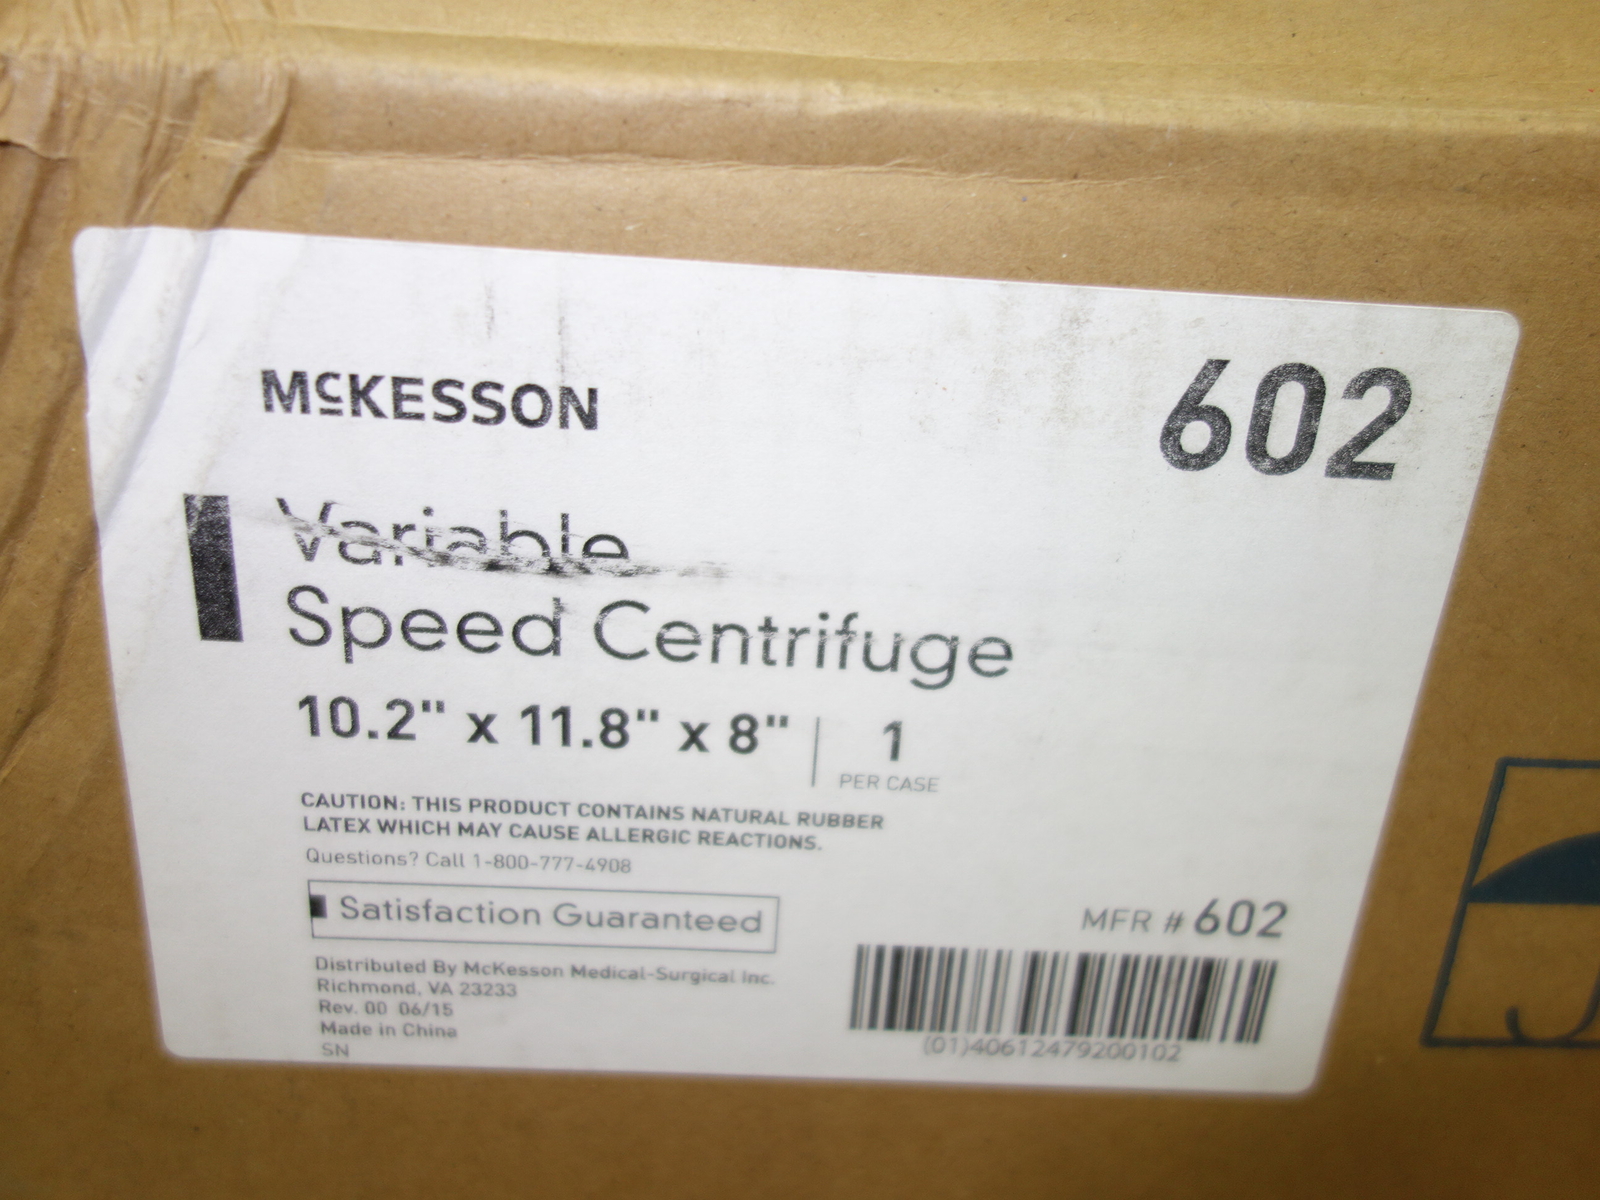 McKESSON
602
Variable
Speed Centrifuge
10.2" x 11.8" x 8" | 1
PER CASE
CAUTION: THIS PRODUCT CONTAINS NATURAL RUBBER
LATEX WHICH MAY CAUSE ALLERGIC REACTIONS.
Questions? Call 1-800-777-4908
Satisfaction Guaranteed
Distributed By McKesson Medical-Surgical Inc.
Richmond, VA 23233
Rev. 00 06/15
Made in China
SN
MFR # 602
(01)40612479200102